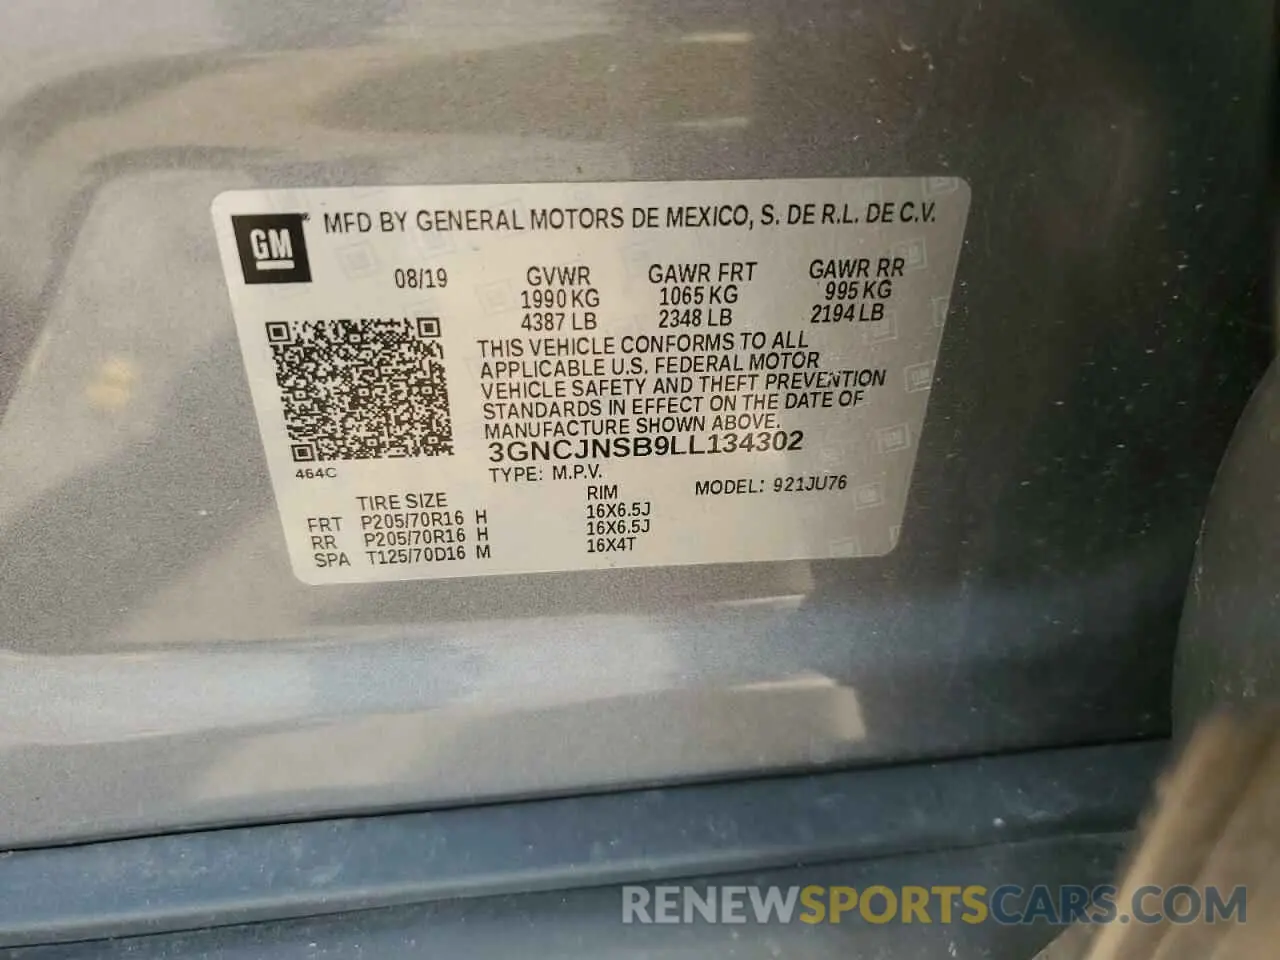 GM® MFD BY GENERAL MOTORS DE MEXICO, S. DE R.L. DE C.V.
08/19 GVWR GAWR FRT GAWR RR
1990 KG 1065 KG 995 KG
4387 LB 2348 LB 2194 LB
THIS VEHICLE CONFORMS TO ALL
APPLICABLE U.S. FEDERAL MOTOR
VEHICLE SAFETY AND THEFT PREVENTION
STANDARDS IN EFFECT ON THE DATE OF
MANUFACTURE SHOWN ABOVE.
3GNCJNSB9LL134302
464C
TYPE: M.P.V. MODEL: 921JU76
TIRE SIZE RIM
FRT P205/70R16 H 16X6.5J
RR P205/70R16 H 16X6.5J
SPA T125/70D16 M 16X4T
RENEWSPORTSCARS.COM